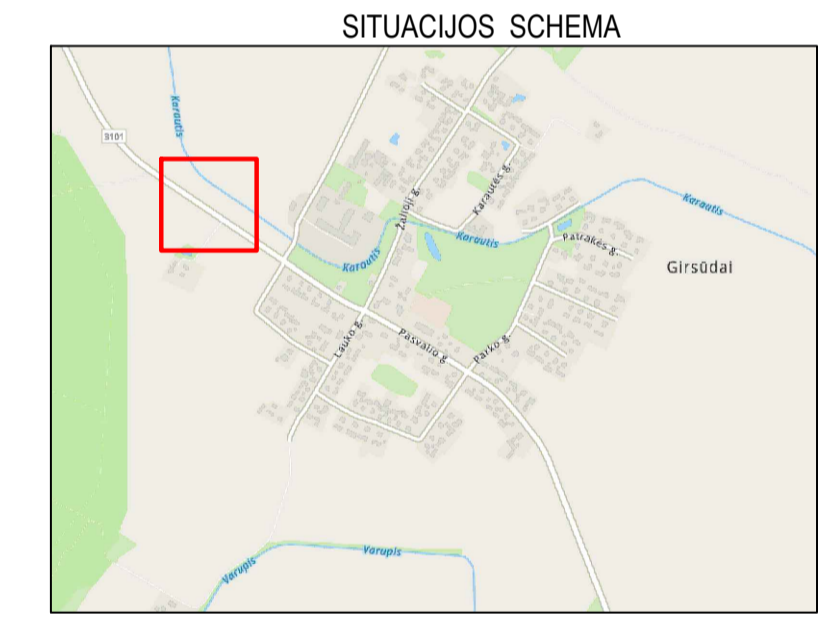 SITUACIJOS SCHEMA
Karautis
3101
Karautis
Žalioji g.
Karautės g.
Karautis
Karautis
Patrakės g.
Girsūdai
Lauko g.
Pasvalio g.
Parko g.
Varupis
Varupis